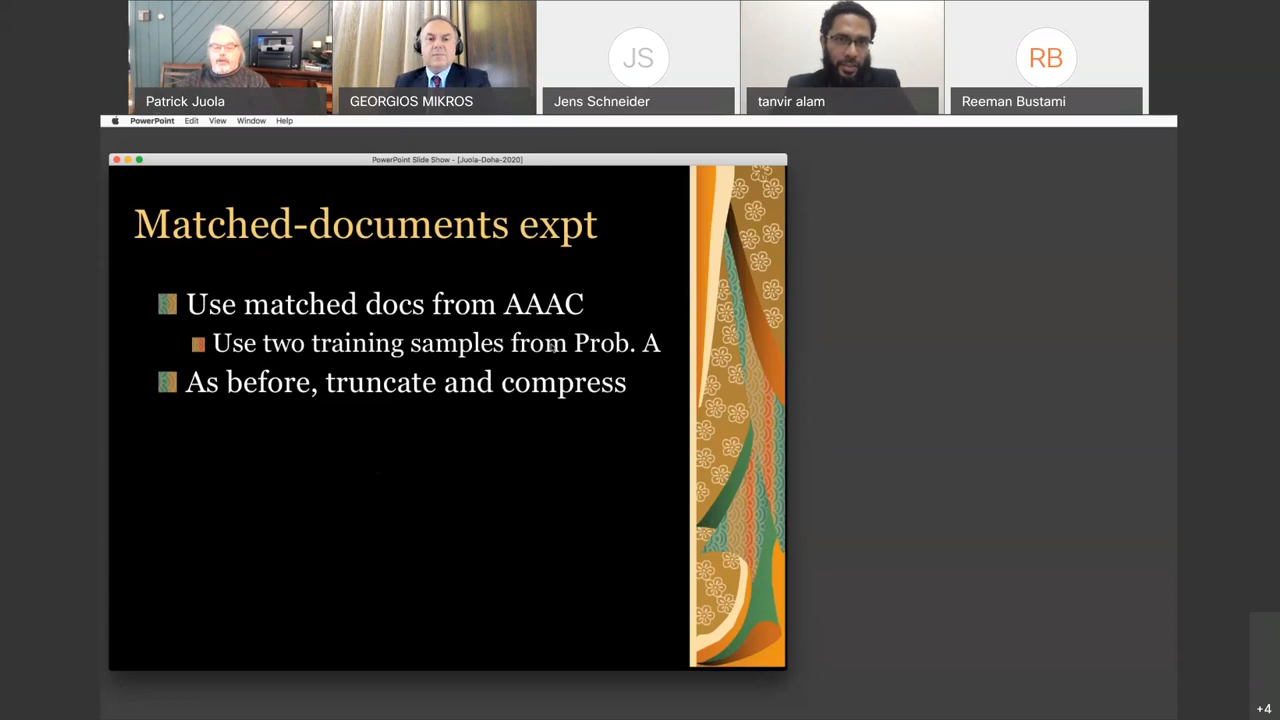 JS
RB
Patrick Juola
GEORGIOS MIKROS
Jens Schneider
tanvir alam
Reeman Bustami
PowerPoint Edit View Window Help
PowerPoint Slide Show - [Juola-Doha-2020]
Matched-documents expt
Use matched docs from AAAC
Use two training samples from Prob. A
As before, truncate and compress
+4